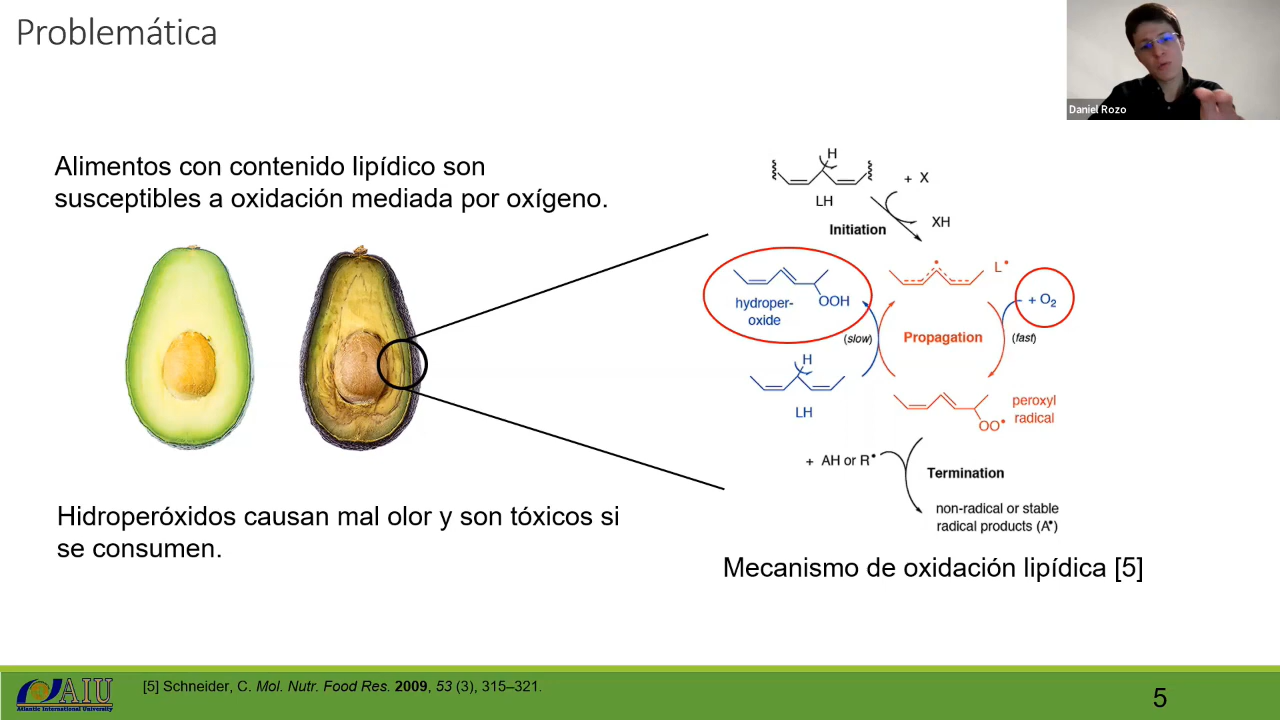 Problemática
Daniel Rozo
Alimentos con contenido lipídico son
susceptibles a oxidación mediada por oxígeno.
Hidroperóxidos causan mal olor y son tóxicos si
se consumen.
H
LH
+ X
XH
Initiation
L•
OOH
hydroper-
oxide
+ O₂
(slow)
Propagation
(fast)
H
LH
OO•
peroxyl
radical
+ AH or R•
Termination
non-radical or stable
radical products (A•)
Mecanismo de oxidación lipídica [5]
AIU
Atlantic International University
[5] Schneider, C. Mol. Nutr. Food Res. 2009, 53 (3), 315–321.
5